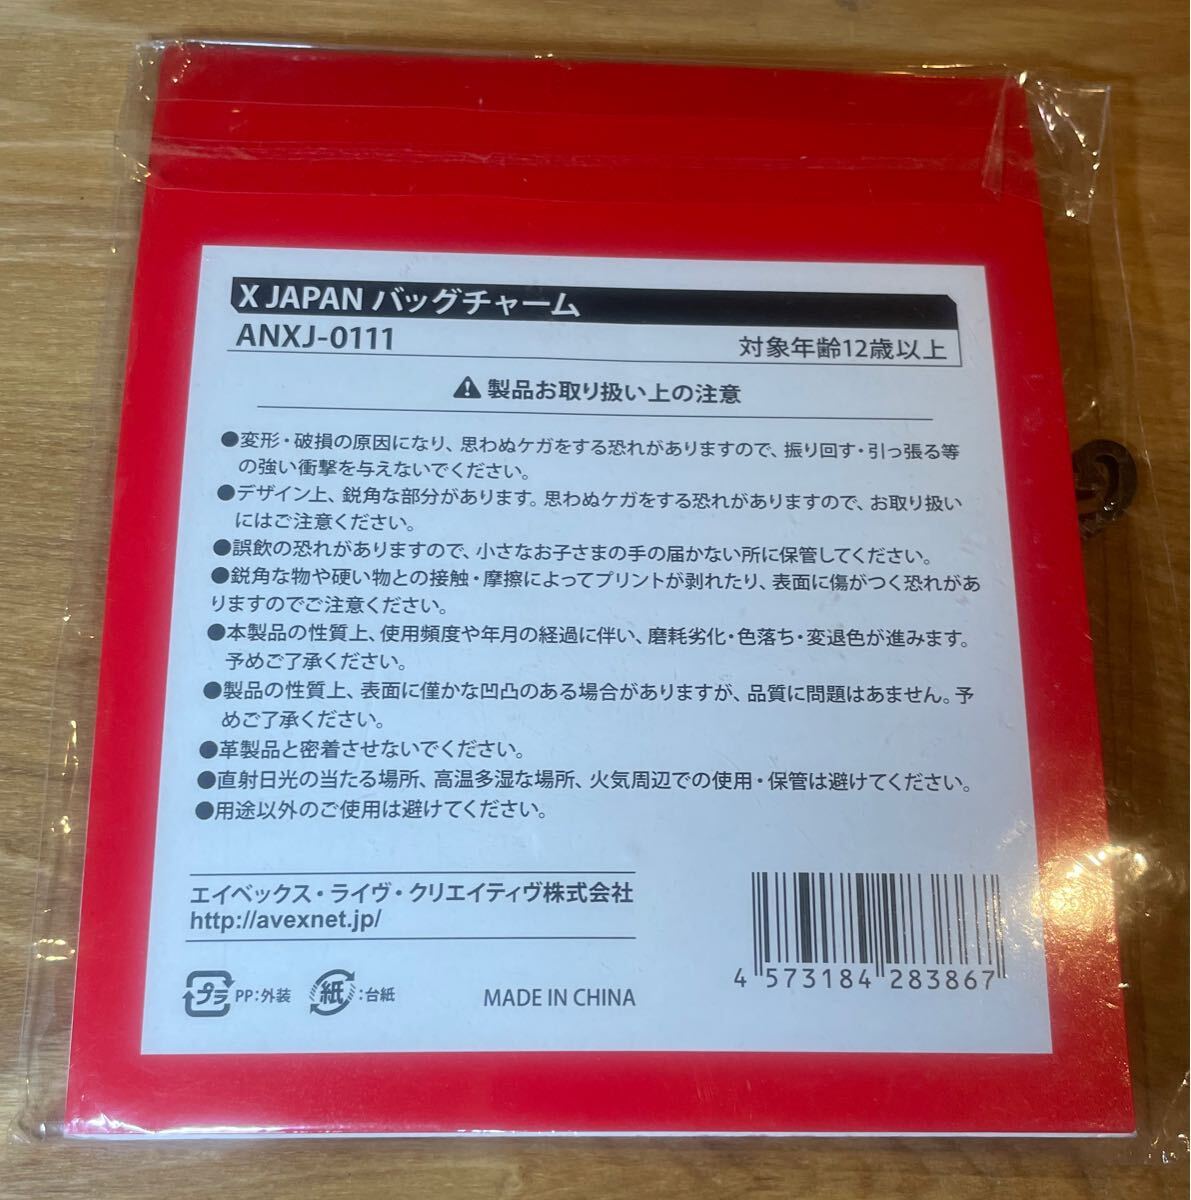 X JAPAN バッグチャーム
ANXJ-0111
対象年齢12歳以上
製品お取り扱い上の注意
●変形・破損の原因になり、思わぬケガをする恐れがありますので、振り回す・引っ張る等
の強い衝撃を与えないでください。
●デザイン上、鋭角な部分があります。思わぬケガをする恐れがありますので、お取り扱い
にはご注意ください。
●誤飲の恐れがありますので、小さなお子さまの手の届かない所に保管してください。
●鋭角な物や硬い物との接触・摩擦によってプリントが剥れたり、表面に傷がつく恐れがあ
りますのでご注意ください。
●本製品の性質上、使用頻度や年月の経過に伴い、磨耗劣化・色落ち・変退色が進みます。
予めご了承ください。
●製品の性質上、表面に僅かな凹凸のある場合がありますが、品質に問題はあません。予
めご了承ください。
●革製品と密着させないでください。
●直射日光の当たる場所、高温多湿な場所、火気周辺での使用・保管は避けてください。
●用途以外のご使用は避けてください。
エイベックス・ライヴ・クリエイティヴ株式会社
http://avexnet.jp/
プラ PP:外装 紙:台紙
MADE IN CHINA
4 573184 283867